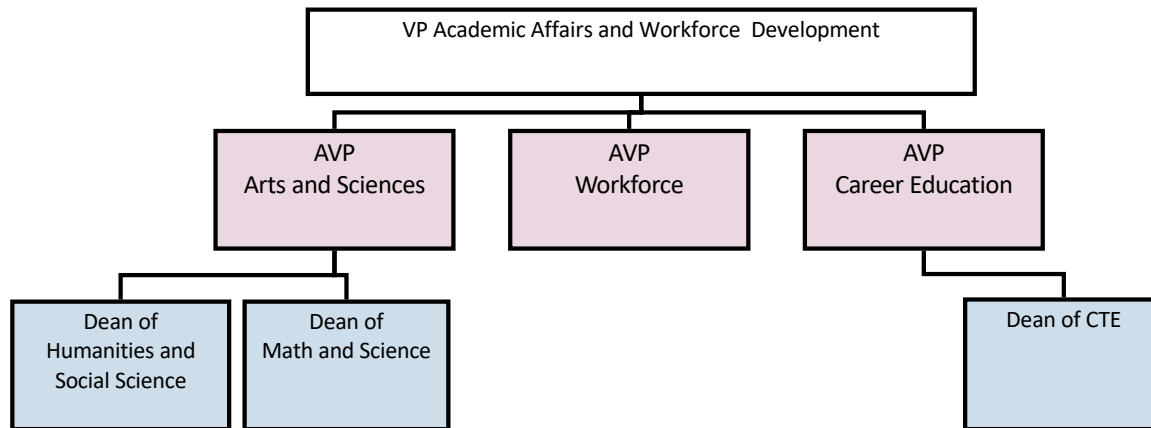 VP Academic Affairs and Workforce Development
AVP
Arts and Sciences
AVP
Workforce
AVP
Career Education
Dean of
Humanities and
Social Science
Dean of
Math and Science
Dean of CTE